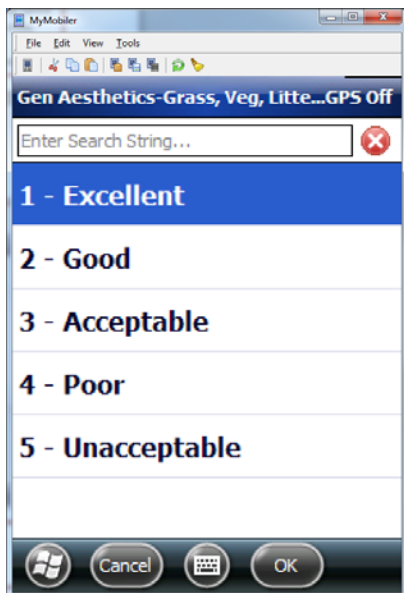 MyMobiler
File Edit View Tools
Gen Aesthetics-Grass, Veg, Litte...GPS Off
Enter Search String...
1 - Excellent
2 - Good
3 - Acceptable
4 - Poor
5 - Unacceptable
Cancel OK